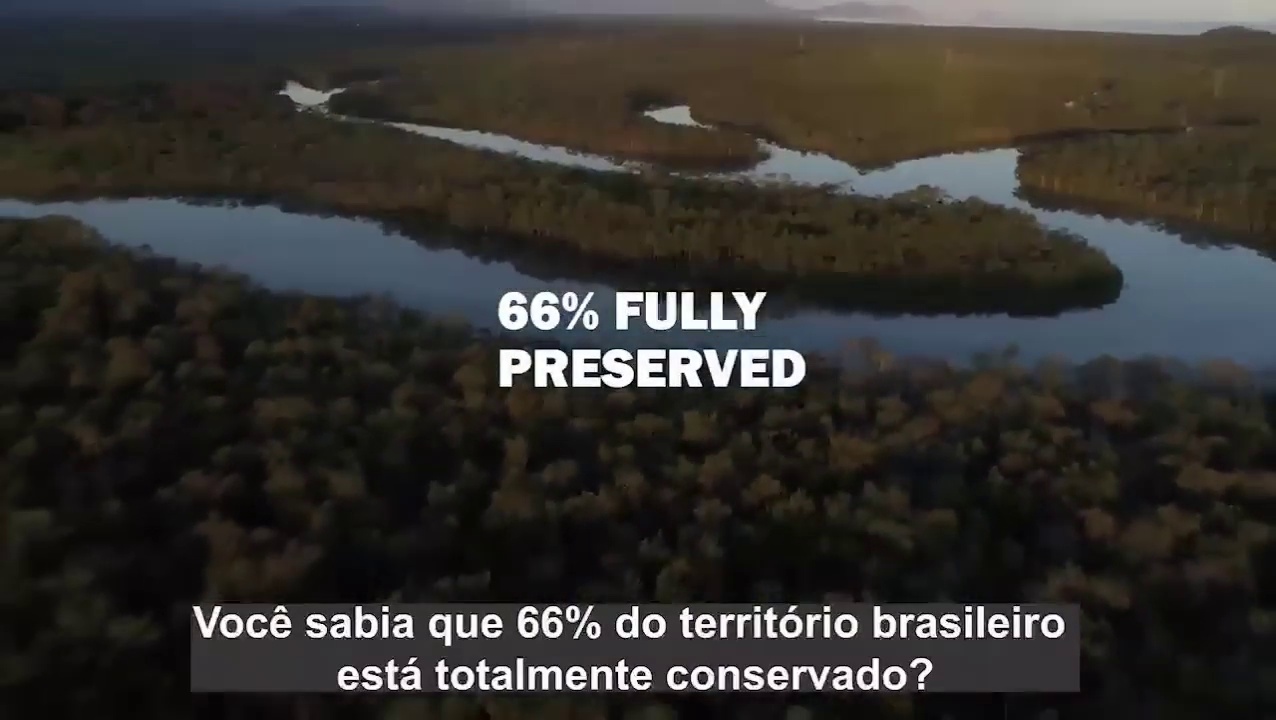 66% FULLY
PRESERVED
Você sabia que 66% do território brasileiro
está totalmente conservado?